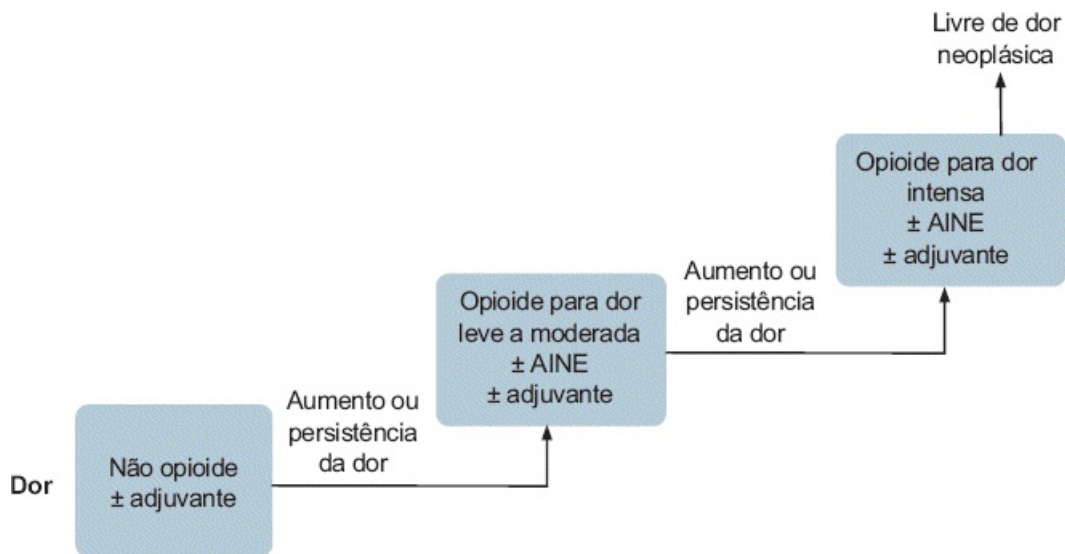 Livre de dor
neoplásica
Opioide para dor
intensa
± AINE
± adjuvante
Aumento ou
persistência
da dor
Opioide para dor
leve a moderada
± AINE
± adjuvante
Aumento ou
persistência
da dor
Não opioide
± adjuvante
Dor